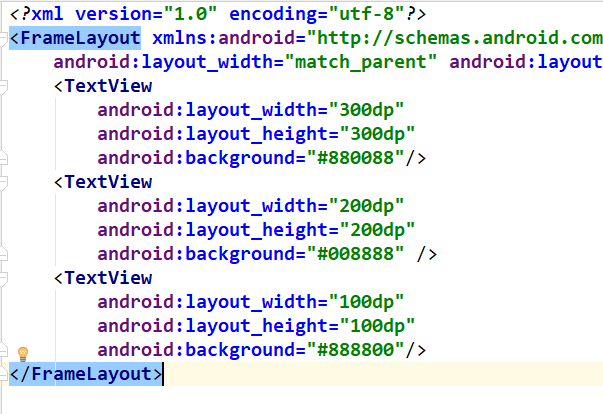 <?xml version="1.0" encoding="utf-8"?>
<FrameLayout xmlns:android="http://schemas.android.com
android:layout_width="match_parent" android:layout
<TextView
android:layout_width="300dp"
android:layout_height="300dp"
android:background="#880088"/>
<TextView
android:layout_width="200dp"
android:layout_height="200dp"
android:background="#008888" />
<TextView
android:layout_width="100dp"
android:layout_height="100dp"
android:background="#888800"/>
</FrameLayout>